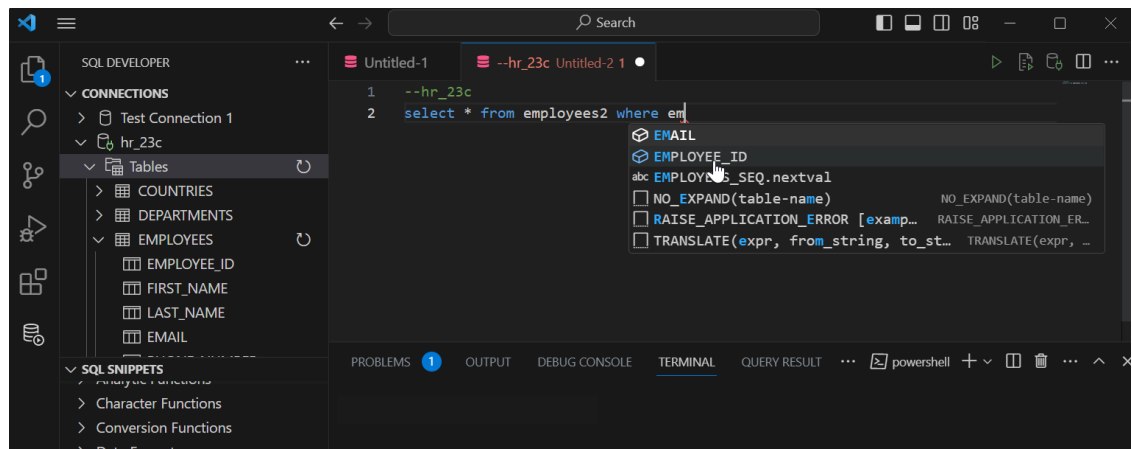 Search
SQL DEVELOPER
CONNECTIONS
Test Connection 1
hr_23c
Tables
COUNTRIES
DEPARTMENTS
EMPLOYEES
EMPLOYEE_ID
FIRST_NAME
LAST_NAME
EMAIL
SQL SNIPPETS
Character Functions
Conversion Functions
Untitled-1
--hr_23c Untitled-2 1
1 --hr_23c
2 select * from employees2 where em
EMAIL
EMPLOYEE_ID
abc EMPLOYEES_SEQ.nextval
NO_EXPAND(table-name) NO_EXPAND(table-name)
RAISE_APPLICATION_ERROR [examp… RAISE_APPLICATION_ER…
TRANSLATE(expr, from_string, to_st… TRANSLATE(expr, …
PROBLEMS 1 OUTPUT DEBUG CONSOLE TERMINAL QUERY RESULT ··· powershell
1